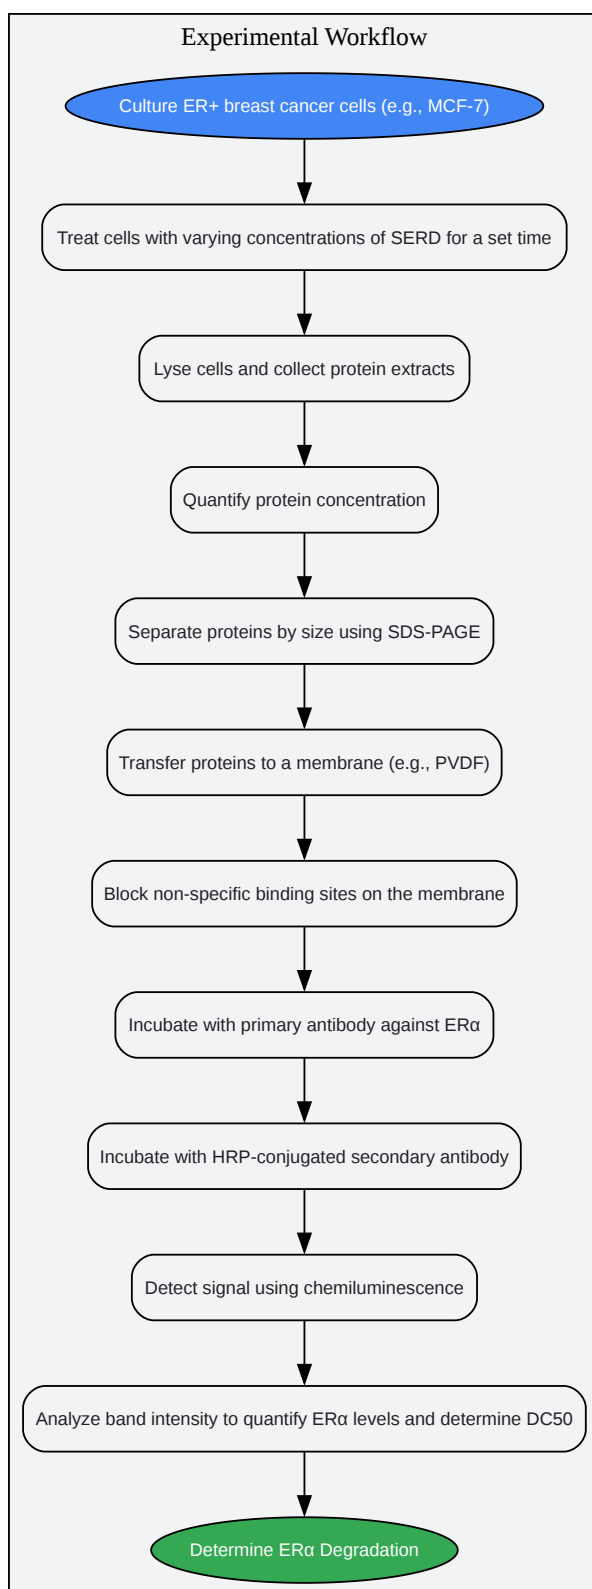 Experimental Workflow
Culture ER+ breast cancer cells (e.g., MCF-7)
Treat cells with varying concentrations of SERD for a set time
Lyse cells and collect protein extracts
Quantify protein concentration
Separate proteins by size using SDS-PAGE
Transfer proteins to a membrane (e.g., PVDF)
Block non-specific binding sites on the membrane
Incubate with primary antibody against ERα
Incubate with HRP-conjugated secondary antibody
Detect signal using chemiluminescence
Analyze band intensity to quantify ERα levels and determine DC50
Determine ERα Degradation